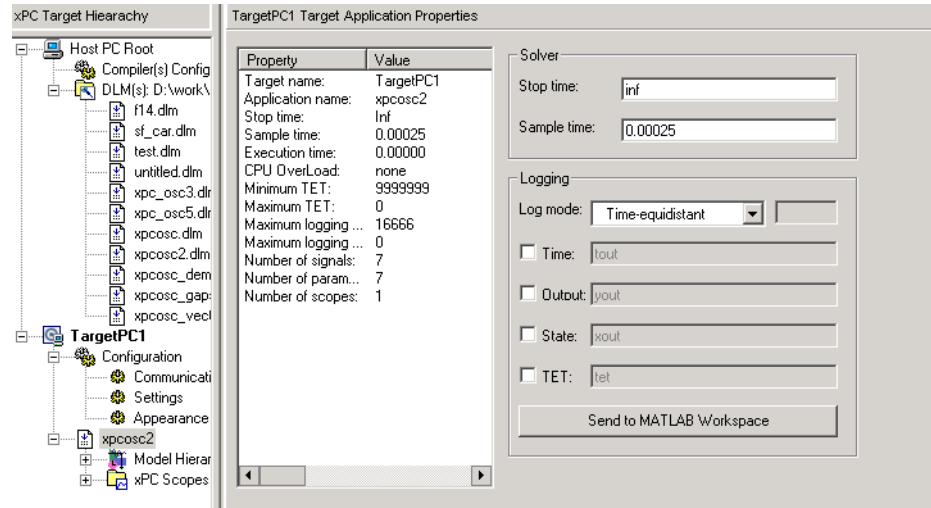 xPC Target Hiearachy
Host PC Root
Compiler(s) Config
DLM(s): D:\work\
f14.dlm
sf_car.dlm
test.dlm
untitled.dlm
xpc_osc3.dlr
xpc_osc5.dlr
xpcosc.dlm
xpcosc2.dlm
xpcosc_dem
xpcosc_gap:
xpcosc_vect
TargetPC1
Configuration
Communicati
Settings
Appearance
xpcosc2
Model Hierar
xPC Scopes
TargetPC1 Target Application Properties
Property Value
Target name: TargetPC1
Application name: xpcosc2
Stop time: Inf
Sample time: 0.00025
Execution time: 0.00000
CPU OverLoad: none
Minimum TET: 9999999
Maximum TET: 0
Maximum logging ... 16666
Maximum logging ... 0
Number of signals: 7
Number of param... 7
Number of scopes: 1
Solver
Stop time: inf
Sample time: 0.00025
Logging
Log mode: Time-equidistant
Time: tout
Output: yout
State: xout
TET: tet
Send to MATLAB Workspace